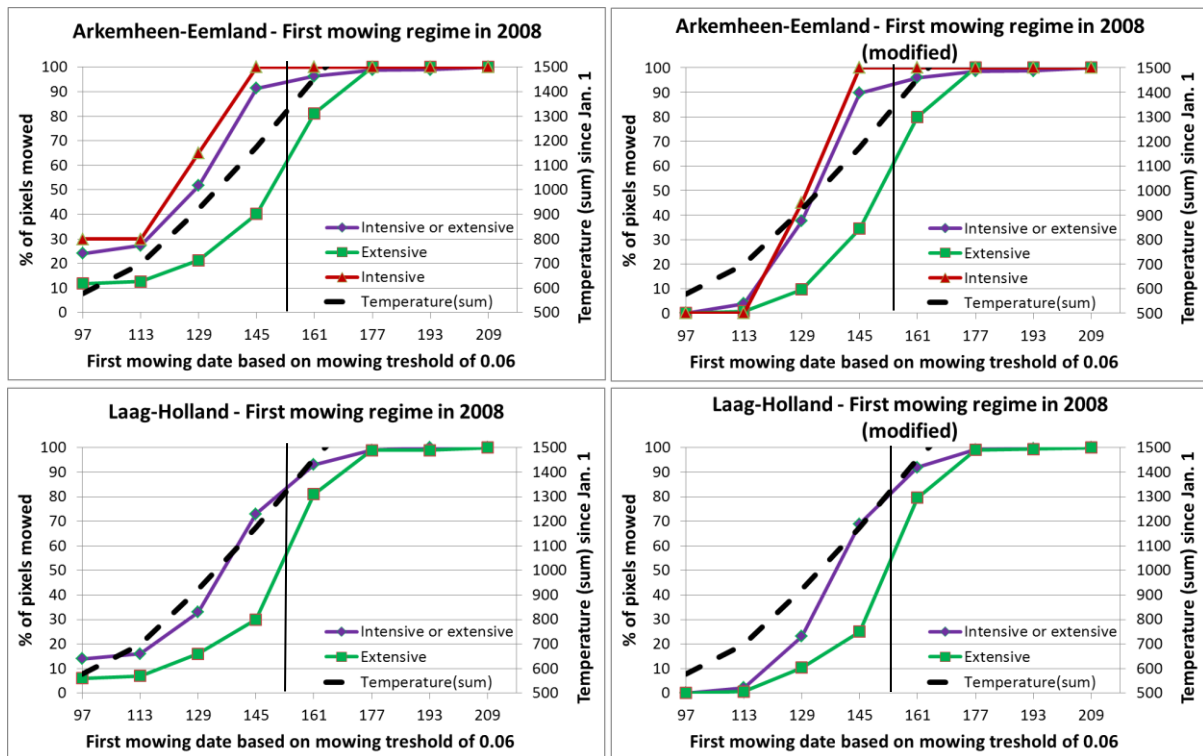 Arkemheen-Eemland - First mowing regime in 2008
% of pixels mowed
100
90
80
70
60
50
40
30
20
10
0
1500
1400
1300
1200
1100
1000
900
800
700
600
500
Temperature (sum) since Jan. 1
Intensive or extensive
Extensive
Intensive
Temperature(sum)
97 113 129 145 161 177 193 209
First mowing date based on mowing treshold of 0.06
Arkemheen-Eemland - First mowing regime in 2008
(modified)
% of pixels mowed
100
90
80
70
60
50
40
30
20
10
0
1500
1400
1300
1200
1100
1000
900
800
700
600
500
Temperature (sum) since Jan. 1
Intensive or extensive
Extensive
Intensive
Temperature(sum)
97 113 129 145 161 177 193 209
First mowing date based on mowing treshold of 0.06
Laag-Holland - First mowing regime in 2008
% of pixels mowed
100
90
80
70
60
50
40
30
20
10
0
1500
1400
1300
1200
1100
1000
900
800
700
600
500
Temperature (sum) since Jan. 1
Intensive or extensive
Extensive
Temperature(sum)
97 113 129 145 161 177 193 209
First mowing date based on mowing treshold of 0.06
Laag-Holland - First mowing regime in 2008
(modified)
% of pixels mowed
100
90
80
70
60
50
40
30
20
10
0
1500
1400
1300
1200
1100
1000
900
800
700
600
500
Temperature (sum) since Jan. 1
Intensive or extensive
Extensive
Temperature(sum)
97 113 129 145 161 177 193 209
First mowing date based on mowing treshold of 0.06